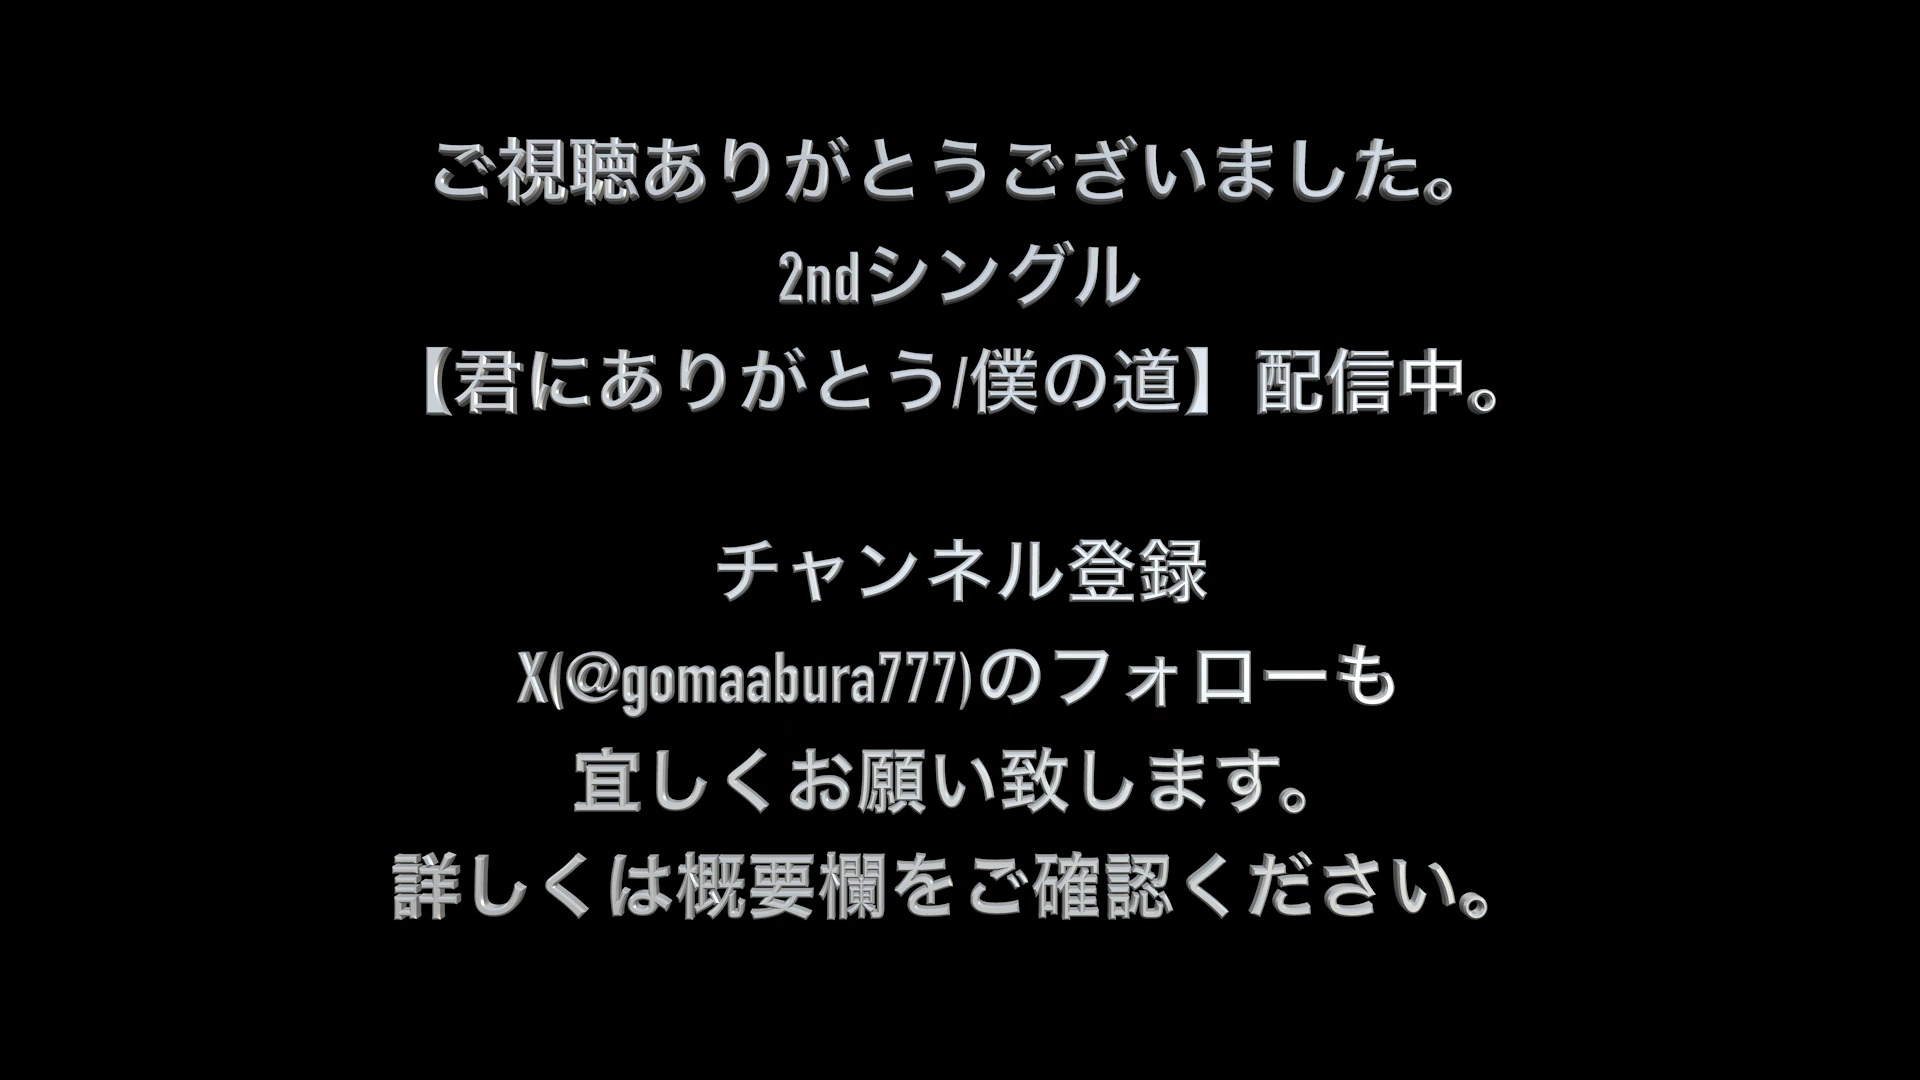 ご視聴ありがとうございました。
2ndシングル
【君にありがとう/僕の道】配信中。
チャンネル登録
X(@gomaabura777)のフォローも
宜しくお願い致します。
詳しくは概要欄をご確認ください。